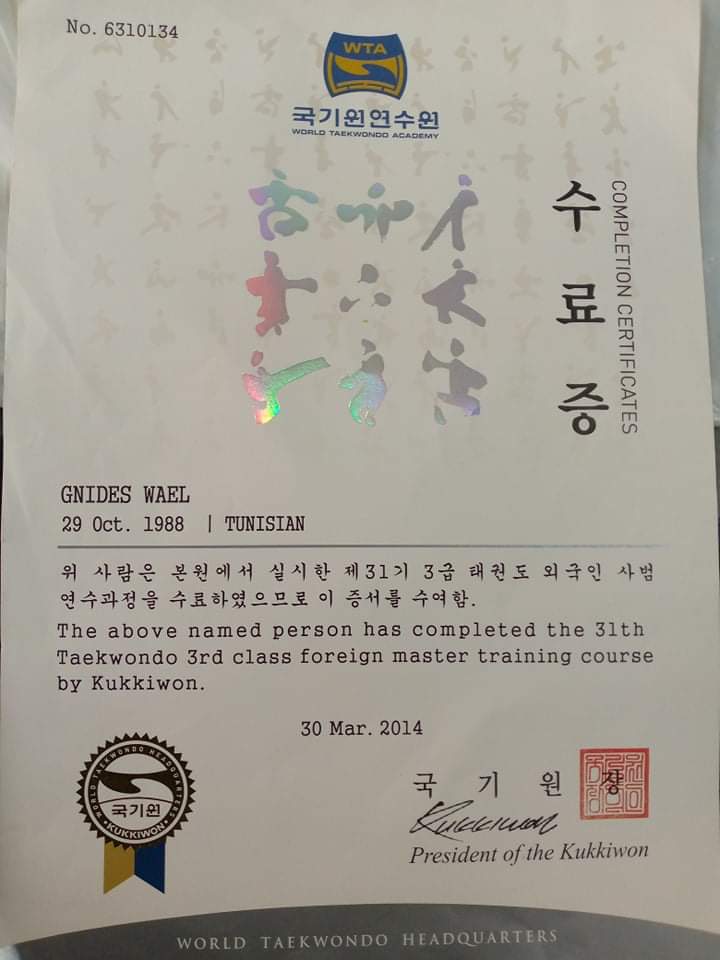 No. 6310134
WTA
국기원연수원
WORLD TAEKWONDO ACADEMY
수료증
COMPLETION CERTIFICATES
GNIDES WAEL
29 Oct. 1988 | TUNISIAN
위 사람은 본원에서 실시한 제31기 3급 태권도 외국인 사범
연수과정을 수료하였으므로 이 증서를 수여함.
The above named person has completed the 31th
Taekwondo 3rd class foreign master training course
by Kukkiwon.
30 Mar. 2014
WORLD TAEKWONDO HEADQUARTERS
국기원
KUKKIWON
국 기 원 장
Kukkiwon
President of the Kukkiwon
WORLD TAEKWONDO HEADQUARTERS